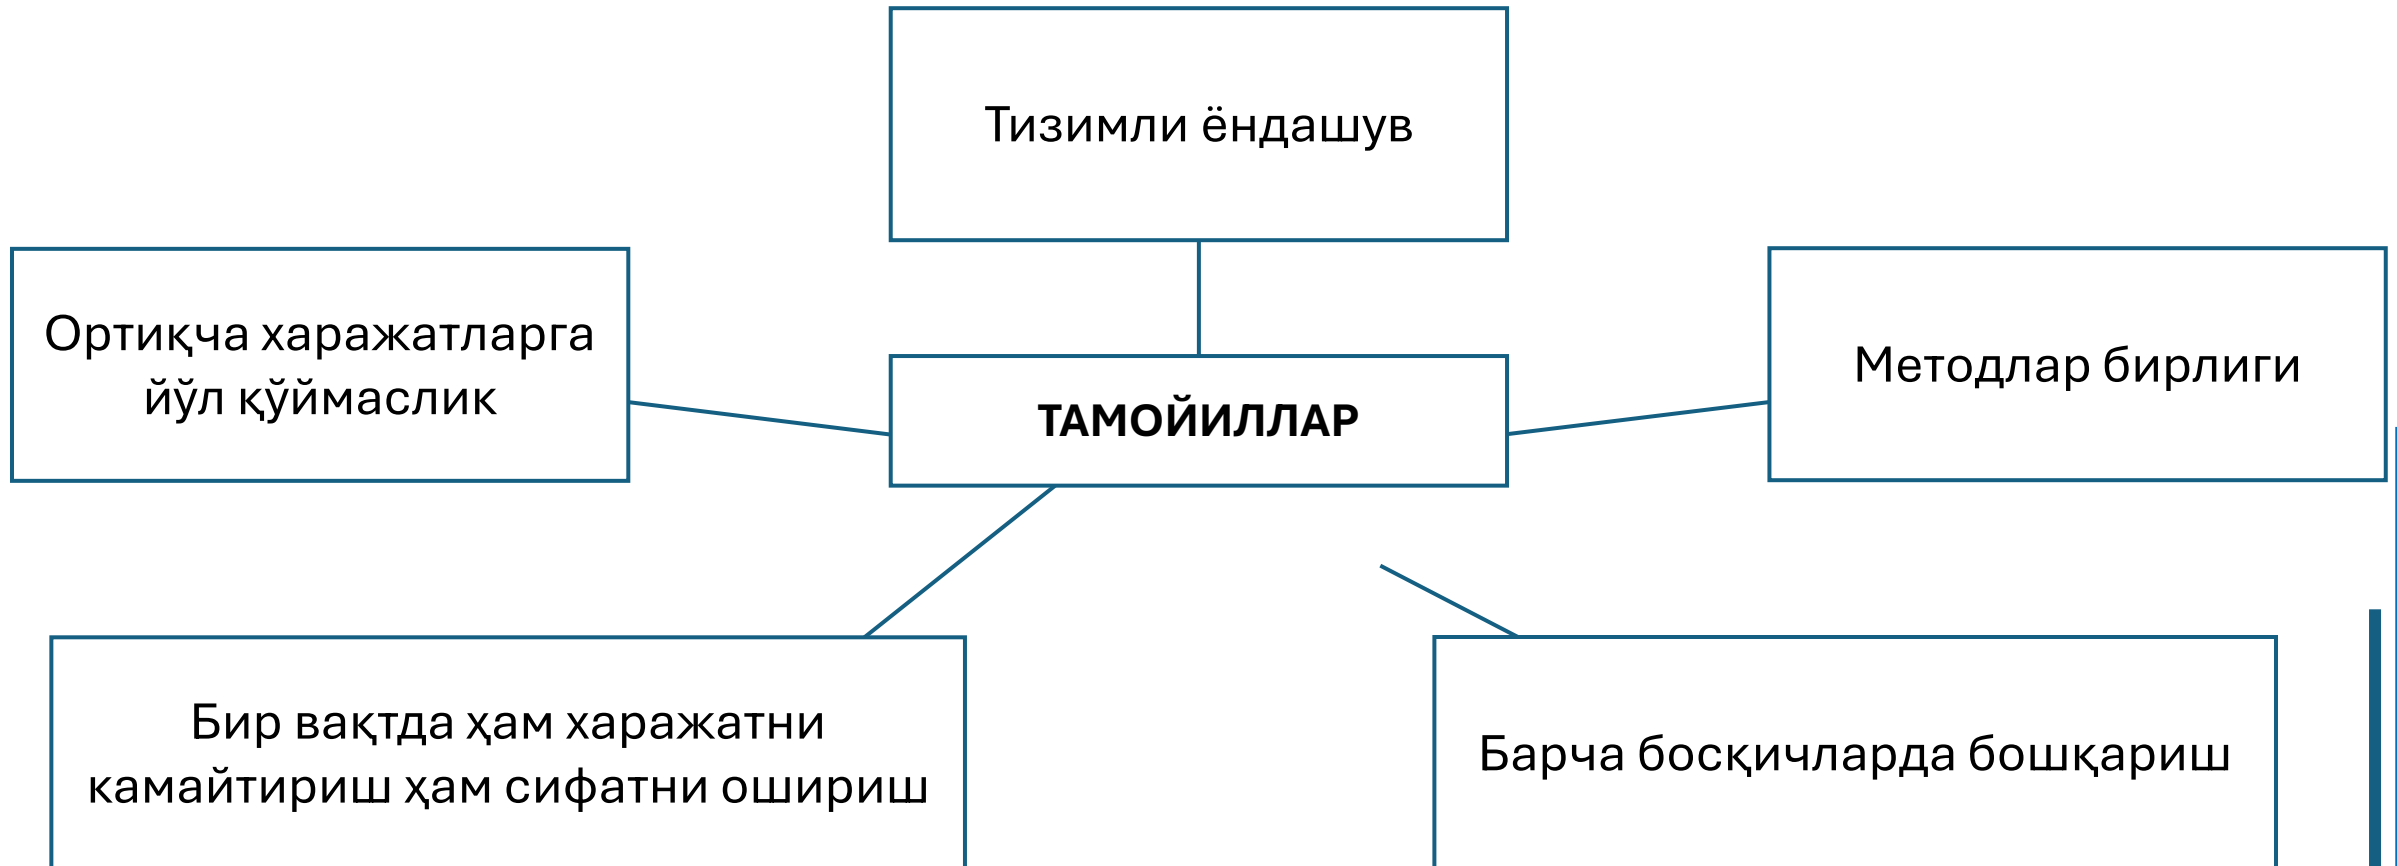 Тизимли ёндашув
Ортиқча харажатларга
йўл қўймаслик
Методлар бирлиги
ТАМОЙИЛЛАР
Бир вақтда ҳам харажатни
камайтириш ҳам сифатни ошириш
Барча босқичларда бошқариш